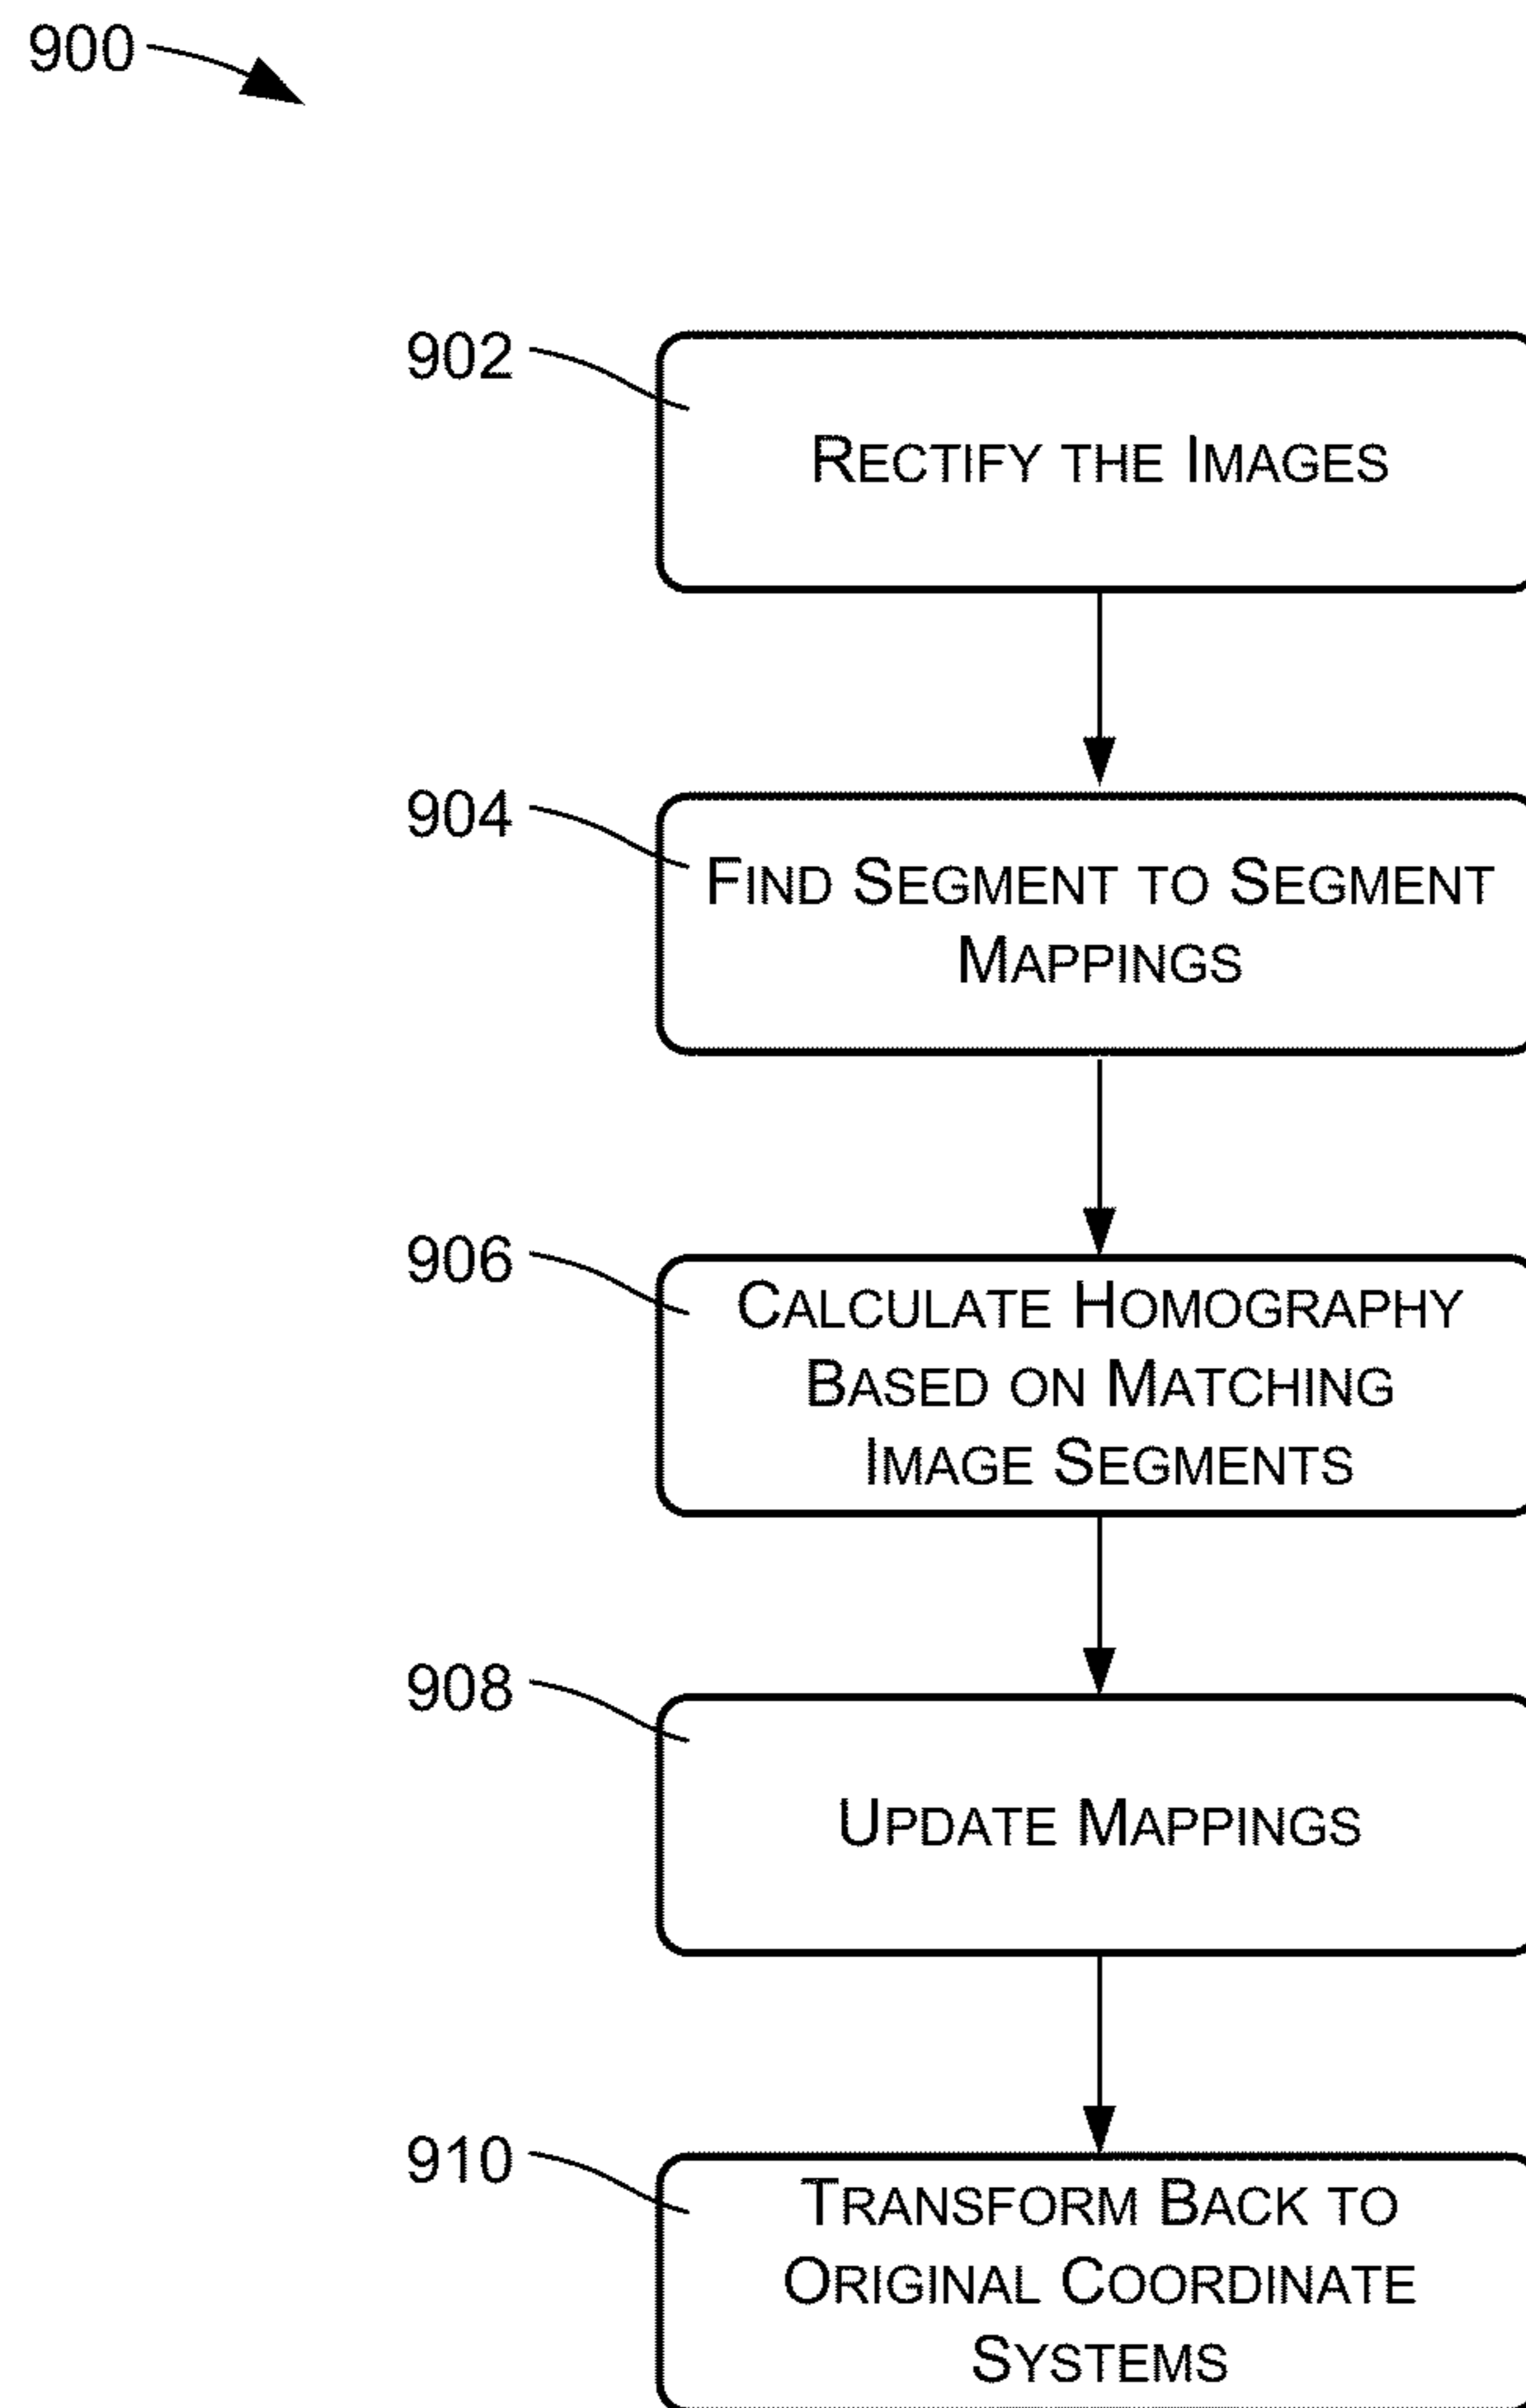 900
902
RECTIFY THE IMAGES
904
FIND SEGMENT TO SEGMENT
MAPPINGS
906
CALCULATE HOMOGRAPHY
BASED ON MATCHING
IMAGE SEGMENTS
908
UPDATE MAPPINGS
910
TRANSFORM BACK TO
ORIGINAL COORDINATE
SYSTEMS